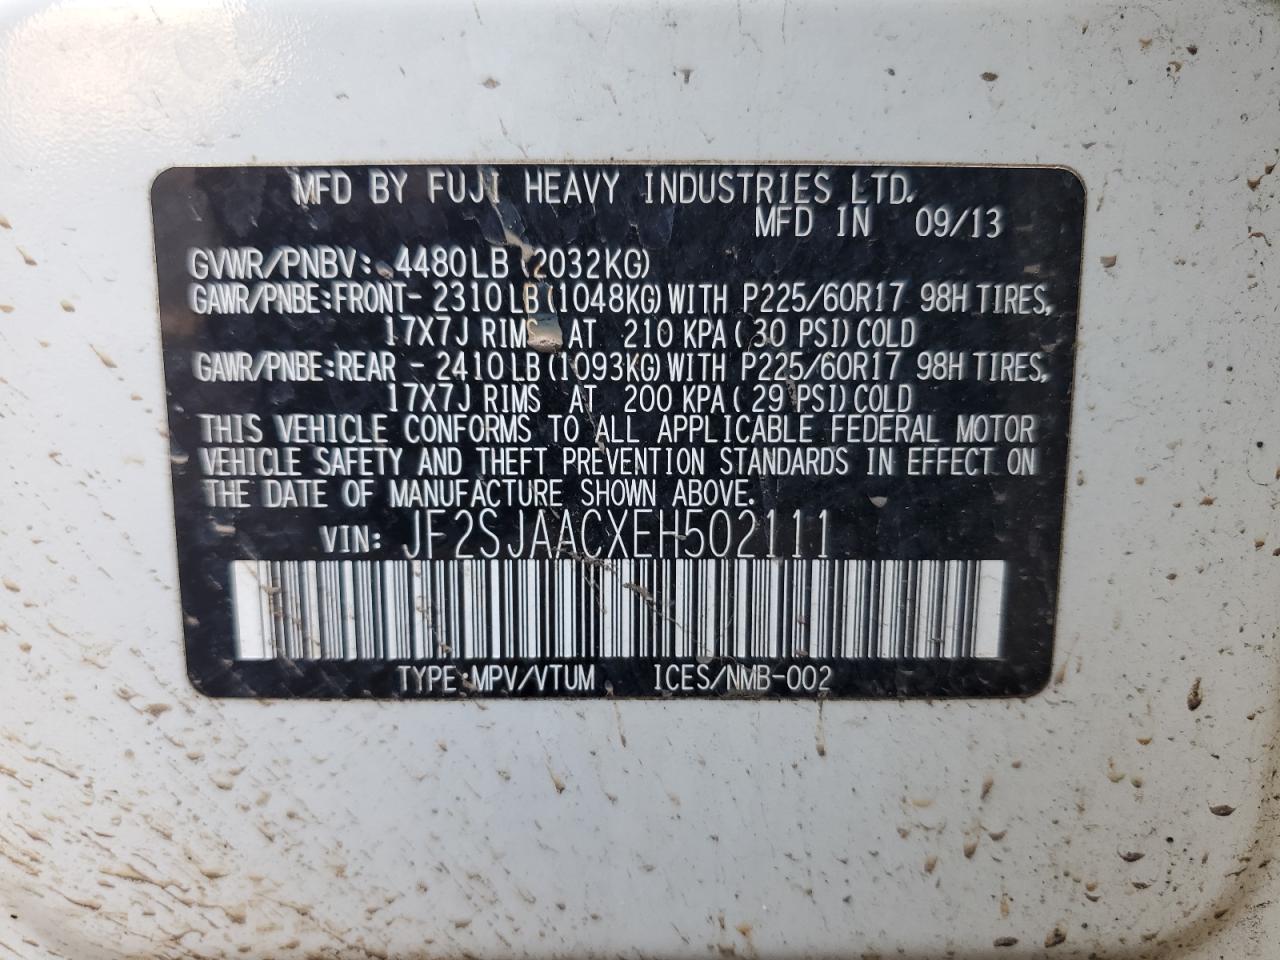 MFD BY FUJI HEAVY INDUSTRIES LTD.
MFD IN 09/13
GVWR/PNBV: 4480LB (2032KG)
GAWR/PNBE:FRONT- 2310LB(1048KG)WITH P225/60R17 98H TIRES,
17X7J RIMS AT 210 KPA( 30 PSI)COLD
GAWR/PNBE:REAR - 2410LB(1093KG)WITH P225/60R17 98H TIRES,
17X7J RIMS AT 200 KPA( 29 PSI)COLD
THIS VEHICLE CONFORMS TO ALL APPLICABLE FEDERAL MOTOR
VEHICLE SAFETY AND THEFT PREVENTION STANDARDS IN EFFECT ON
THE DATE OF MANUFACTURE SHOWN ABOVE.
VIN: JF2SJAACXEH502111
TYPE:MPV/VTUM ICES/NMB-002